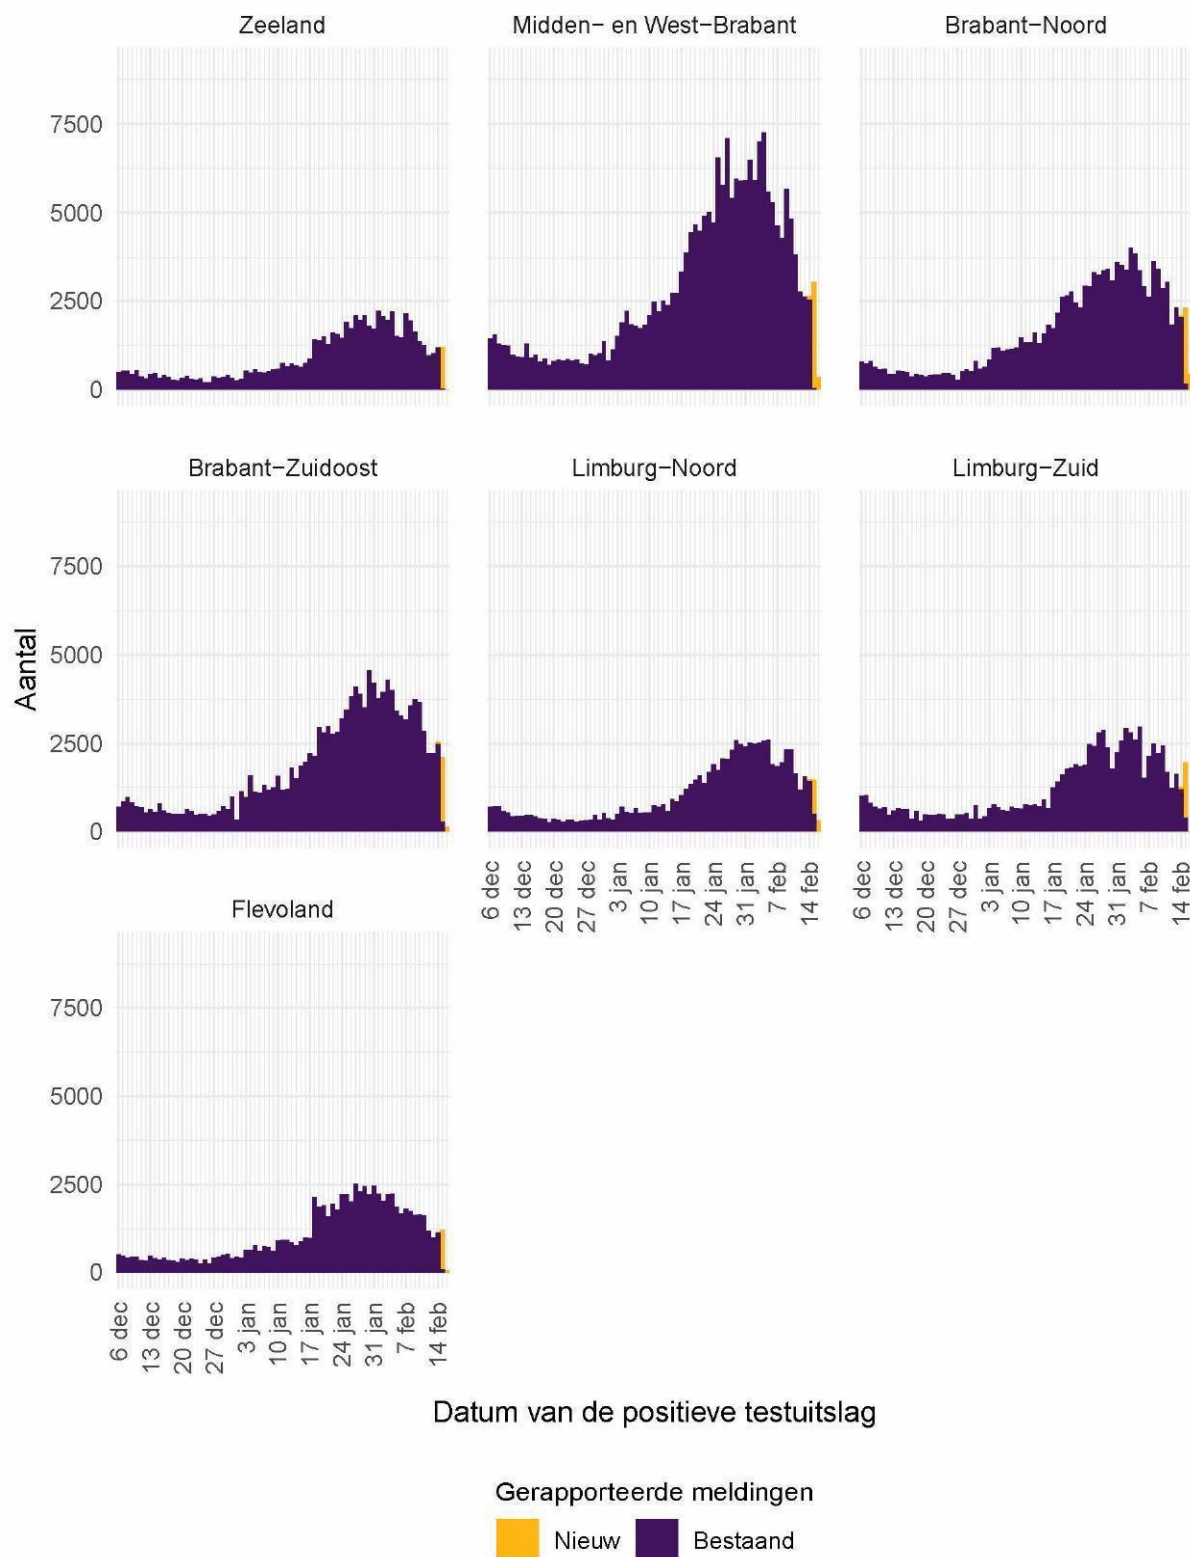 Zeeland Midden- en West-Brabant Brabant-Noord
7500
5000
2500
0
Brabant-Zuidoost Limburg-Noord Limburg-Zuid
7500
5000
2500
0
Aantal
6 dec 13 dec 20 dec 27 dec 3 jan 10 jan 17 jan 24 jan 31 jan 7 feb 14 feb
6 dec 13 dec 20 dec 27 dec 3 jan 10 jan 17 jan 24 jan 31 jan 7 feb 14 feb
Flevoland
7500
5000
2500
0
6 dec 13 dec 20 dec 27 dec 3 jan 10 jan 17 jan 24 jan 31 jan 7 feb 14 feb
Datum van de positieve testuitslag
Gerapporteerde meldingen
Nieuw Bestaand